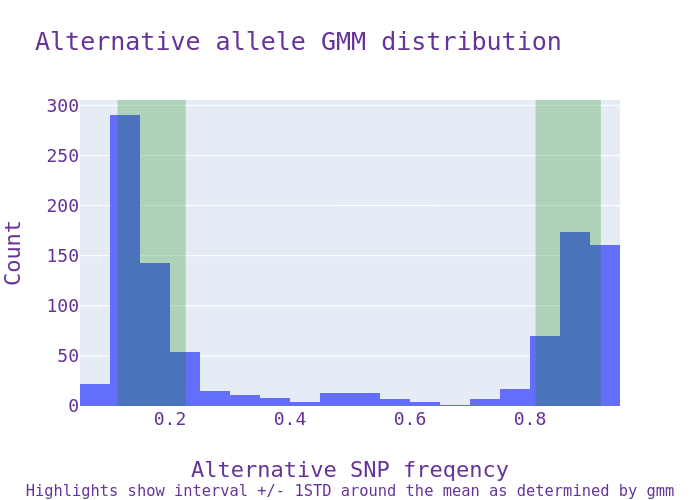 Alternative allele GMM distribution
300
250
200
150
100
50
0
Count
0.2 0.4 0.6 0.8
Alternative SNP freqency
Highlights show interval +/- 1STD around the mean as determined by gmm